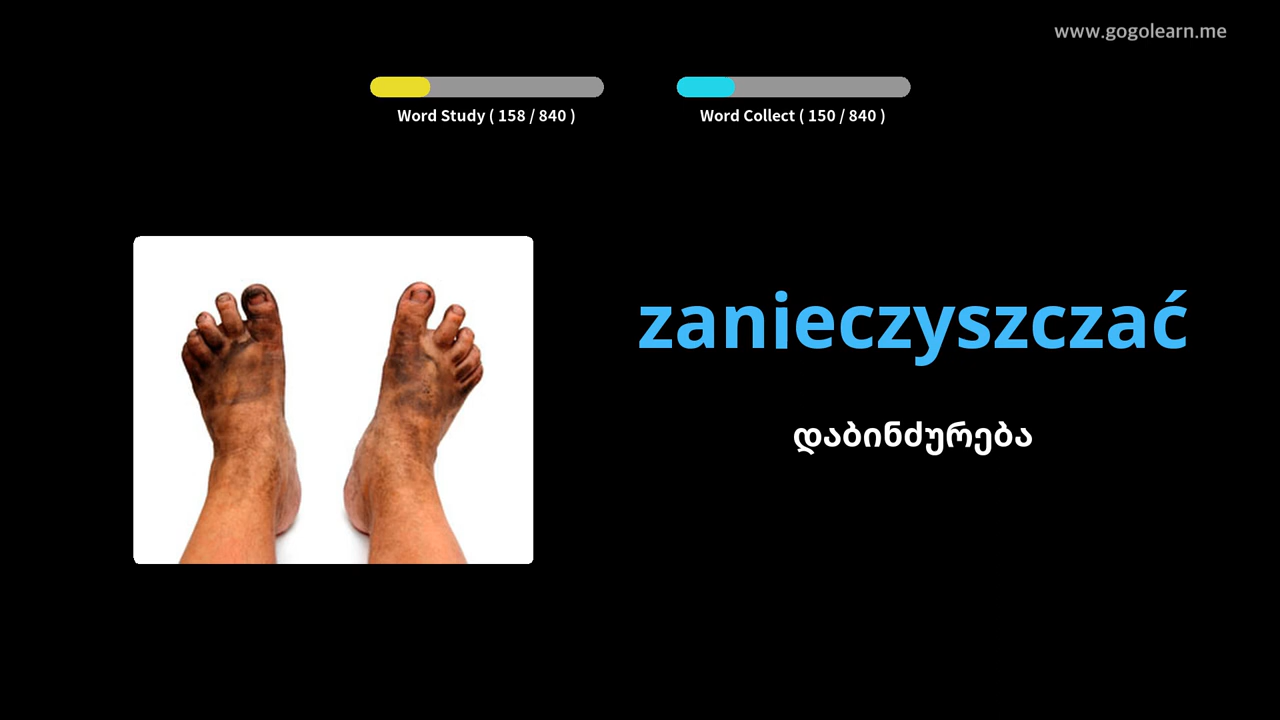 www.gogolearn.me
Word Study ( 158 / 840 )
Word Collect ( 150 / 840 )
zanieczyszczać
დაბინძურება